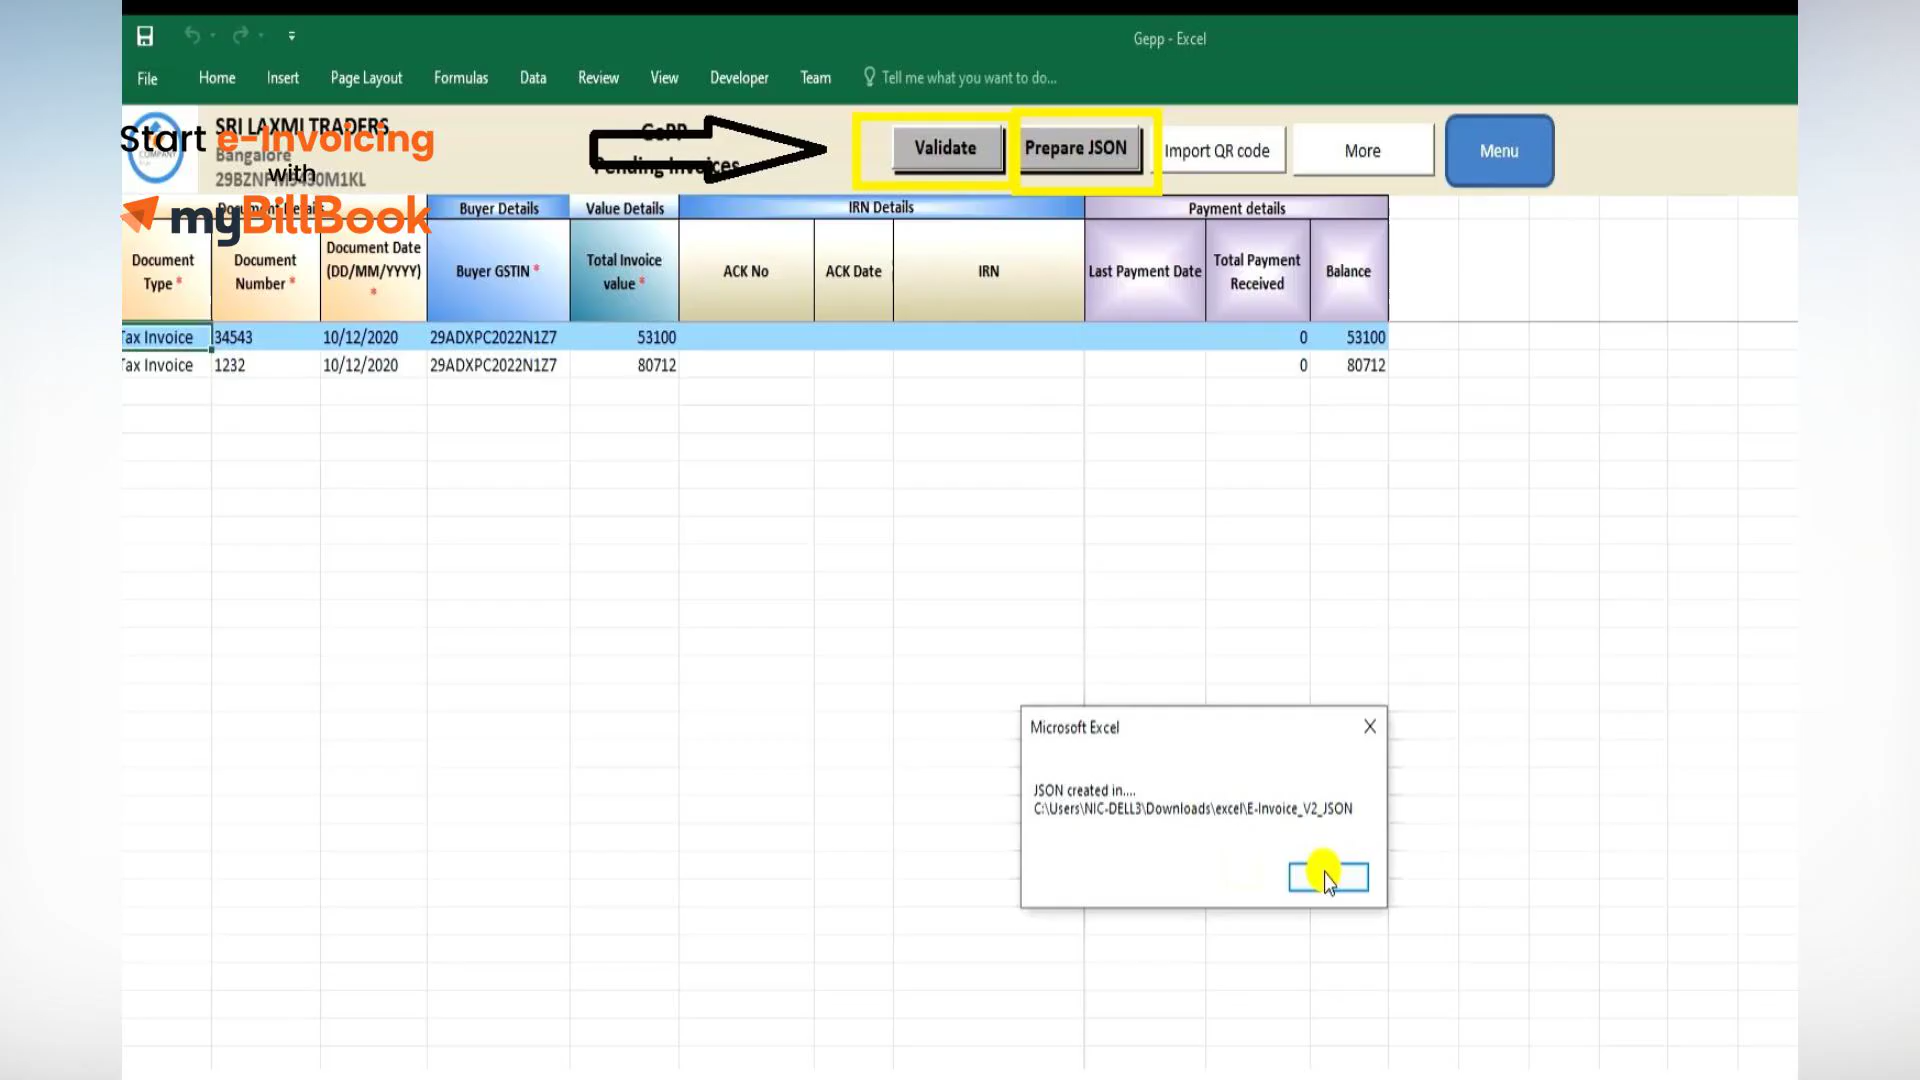 Gepp - Excel
File Home Insert Page Layout Formulas Data Review View Developer Team Tell me what you want to do...
SRI LAXMI TRADERS
Bangalore
Start e-Invoicing
with
myBillBook
Pending Invoices
Validate Prepare JSON Import QR code More Menu
Buyer Details Value Details IRN Details Payment details
Document Type * Document Number * Document Date (DD/MM/YYYY) * Buyer GSTIN * Total Invoice value * ACK No ACK Date IRN Last Payment Date Total Payment Received Balance
Tax Invoice 34543 10/12/2020 29ADXPC2022N1Z7 53100 0 53100
Tax Invoice 1232 10/12/2020 29ADXPC2022N1Z7 80712 0 80712
Microsoft Excel
JSON created in....
C:\Users\NIC-DELL3\Downloads\excel\E-Invoice_V2_JSON